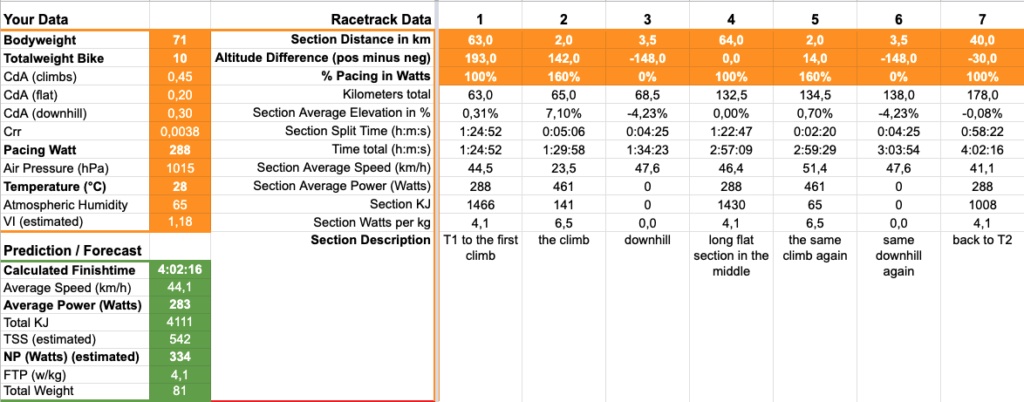 Your Data Racetrack Data 1 2 3 4 5 6 7
Bodyweight 71 Section Distance in km 63,0 2,0 3,5 64,0 2,0 3,5 40,0
Totalweight Bike 10 Altitude Difference (pos minus neg) 193,0 142,0 -148,0 0,0 14,0 -148,0 -30,0
CdA (climbs) 0,45 % Pacing in Watts 100% 160% 0% 100% 160% 0% 100%
CdA (flat) 0,20 Kilometers total 63,0 65,0 68,5 132,5 134,5 138,0 178,0
CdA (downhill) 0,30 Section Average Elevation in % 0,31% 7,10% -4,23% 0,00% 0,70% -4,23% -0,08%
Crr 0,0038 Section Split Time (h:m:s) 1:24:52 0:05:06 0:04:25 1:22:47 0:02:20 0:04:25 0:58:22
Pacing Watt 288 Time total (h:m:s) 1:24:52 1:29:58 1:34:23 2:57:09 2:59:29 3:03:54 4:02:16
Air Pressure (hPa) 1015 Section Average Speed (km/h) 44,5 23,5 47,6 46,4 51,4 47,6 41,1
Temperature (°C) 28 Section Average Power (Watts) 288 461 0 288 461 0 288
Atmospheric Humidity 65 Section KJ 1466 141 0 1430 65 0 1008
VI (estimated) 1,18 Section Watts per kg 4,1 6,5 0,0 4,1 6,5 0,0 4,1
Section Description T1 to the first climb the climb downhill long flat section in the middle the same climb again same downhill again back to T2
Prediction / Forecast
Calculated Finishtime 4:02:16
Average Speed (km/h) 44,1
Average Power (Watts) 283
Total KJ 4111
TSS (estimated) 542
NP (Watts) (estimated) 334
FTP (w/kg) 4,1
Total Weight 81